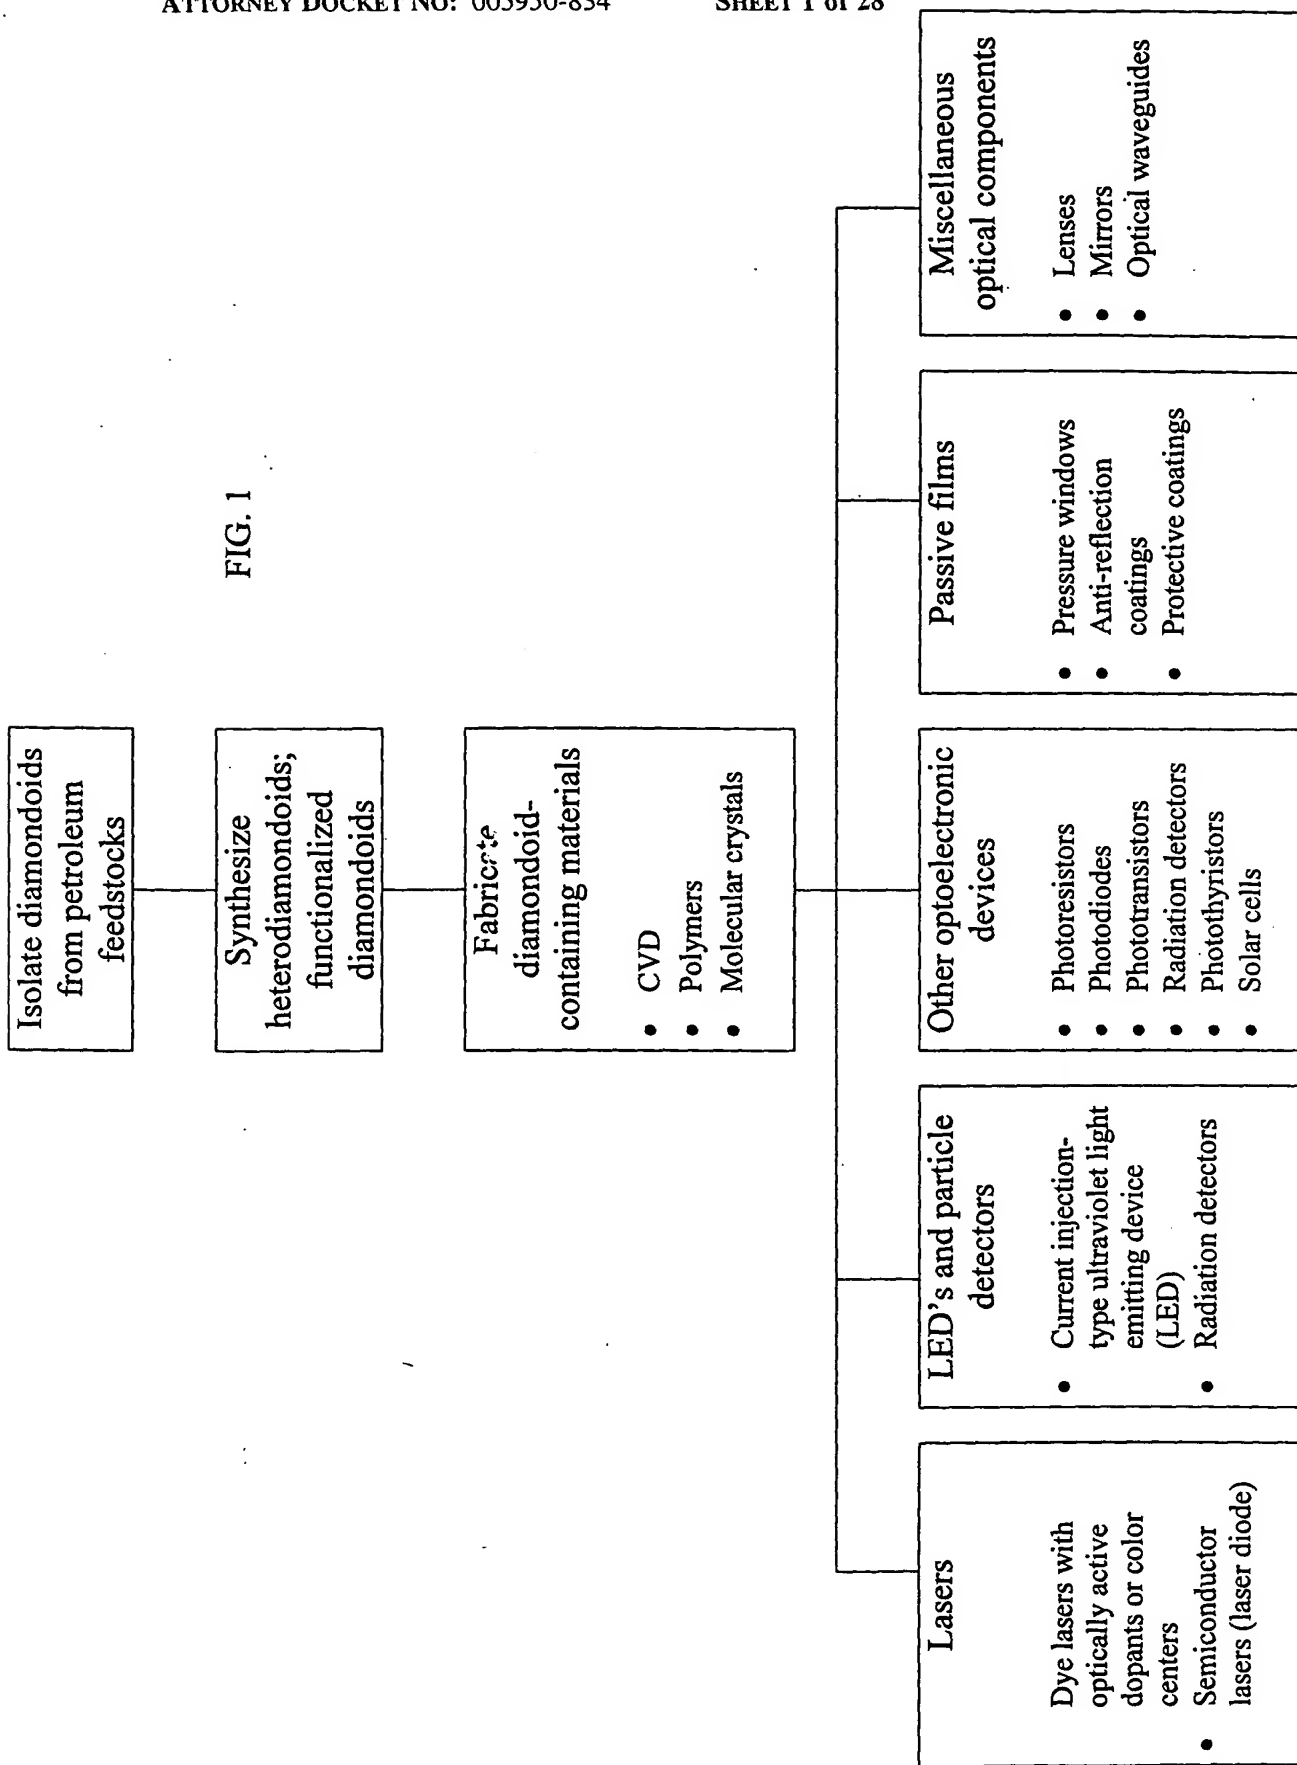 ATTORNEY DOCKET NO: 005950-834 SHEET 1 of 28
FIG. 1
Isolate diamondoids
from petroleum
feedstocks
Synthesize
heterodiamondoids;
functionalized
diamondoids
Fabricate
diamondoid-
containing materials
• CVD
• Polymers
• Molecular crystals
Lasers
Dye lasers with
optically active
dopants or color
centers
• Semiconductor
lasers (laser diode)
LED's and particle
detectors
• Current injection-
type ultraviolet light
emitting device
(LED)
• Radiation detectors
Other optoelectronic
devices
• Photoresistors
• Photodiodes
• Phototransistors
• Radiation detectors
• Photothyristors
• Solar cells
Passive films
• Pressure windows
• Anti-reflection
coatings
• Protective coatings
Miscellaneous
optical components
• Lenses
• Mirrors
• Optical waveguides